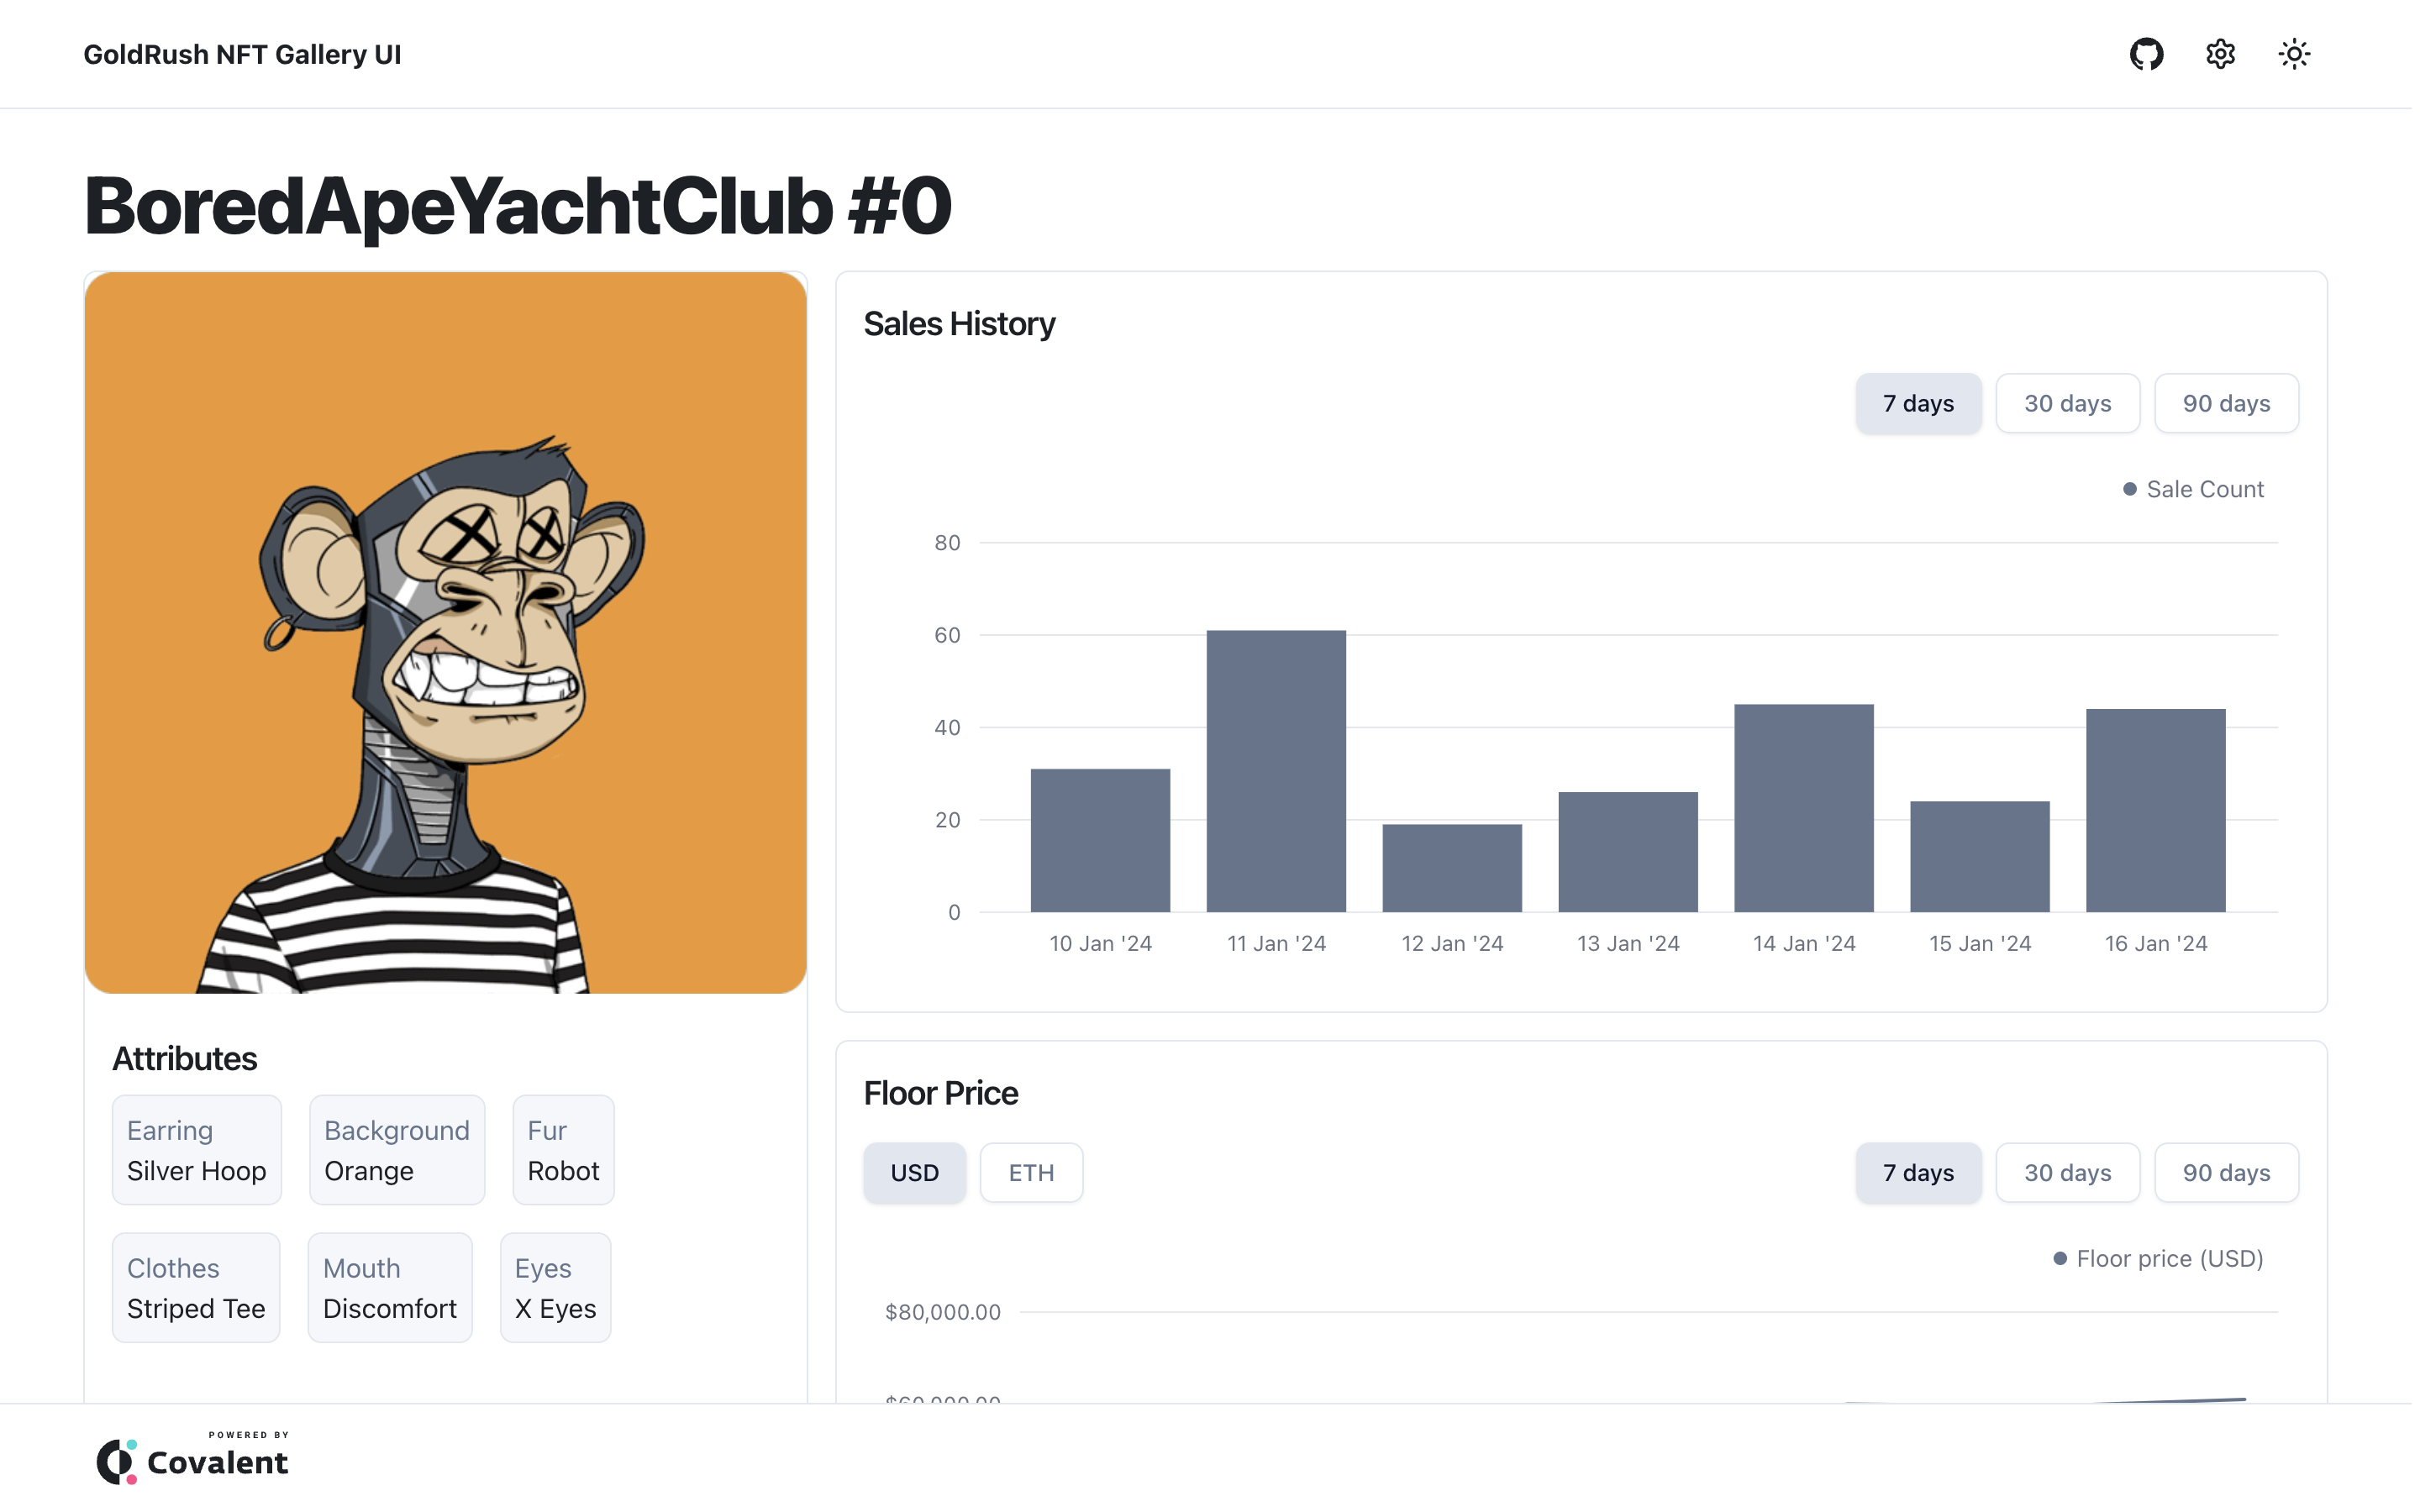 GoldRush NFT Gallery UI
BoredApeYachtClub #0
Sales History
7 days 30 days 90 days
Sale Count
80
60
40
20
0
10 Jan '24 11 Jan '24 12 Jan '24 13 Jan '24 14 Jan '24 15 Jan '24 16 Jan '24
Attributes
Earring
Silver Hoop
Background
Orange
Fur
Robot
Clothes
Striped Tee
Mouth
Discomfort
Eyes
X Eyes
Floor Price
USD ETH
7 days 30 days 90 days
Floor price (USD)
$80,000.00
$60,000.00
POWERED BY
Covalent